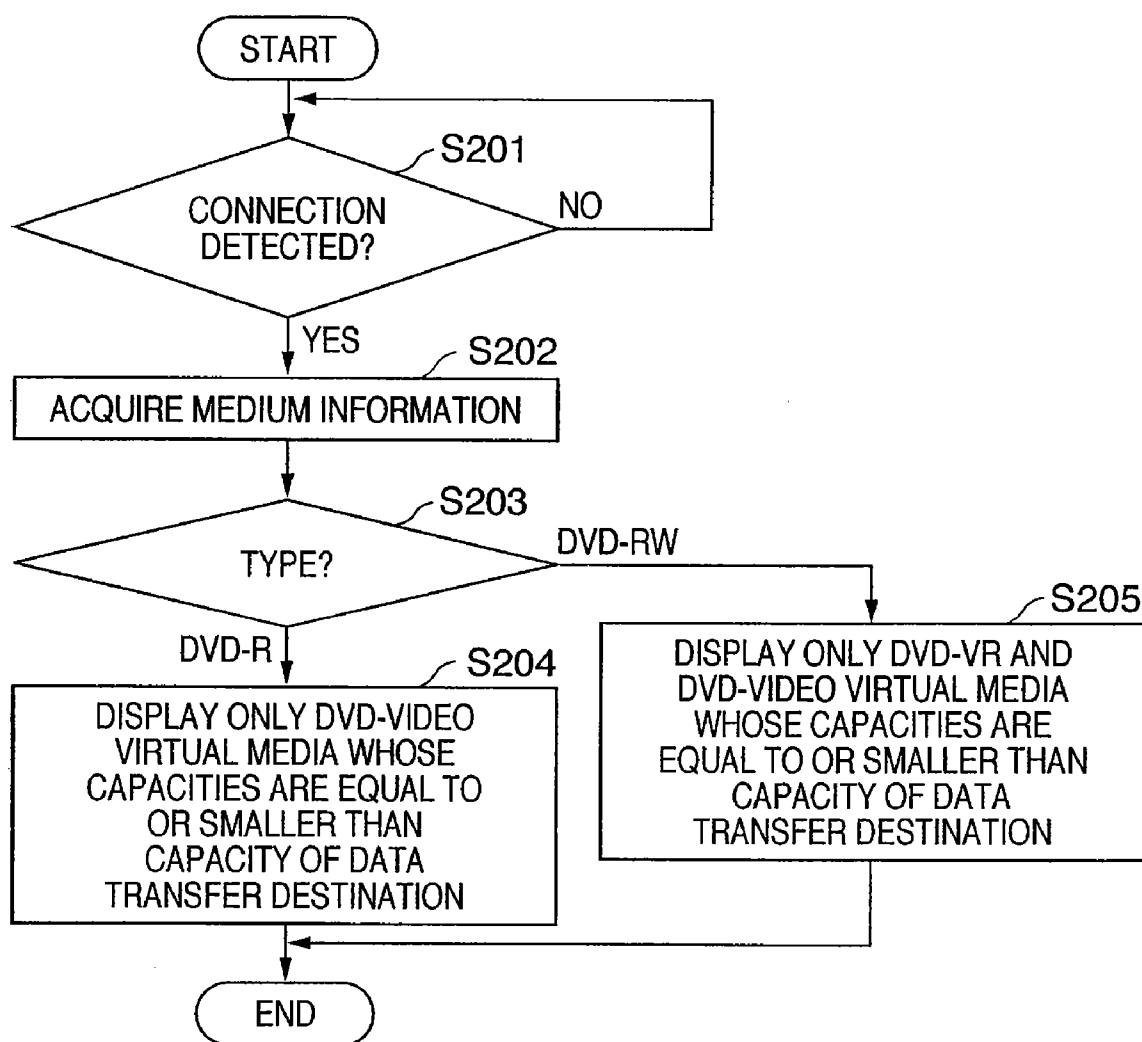 START
S201
CONNECTION
DETECTED?
NO
YES
S202
ACQUIRE MEDIUM INFORMATION
S203
TYPE?
DVD-RW
DVD-R
S204
DISPLAY ONLY DVD-VIDEO
VIRTUAL MEDIA WHOSE
CAPACITIES ARE EQUAL TO
OR SMALLER THAN
CAPACITY OF DATA
TRANSFER DESTINATION
S205
DISPLAY ONLY DVD-VR AND
DVD-VIDEO VIRTUAL MEDIA
WHOSE CAPACITIES ARE
EQUAL TO OR SMALLER THAN
CAPACITY OF DATA
TRANSFER DESTINATION
END